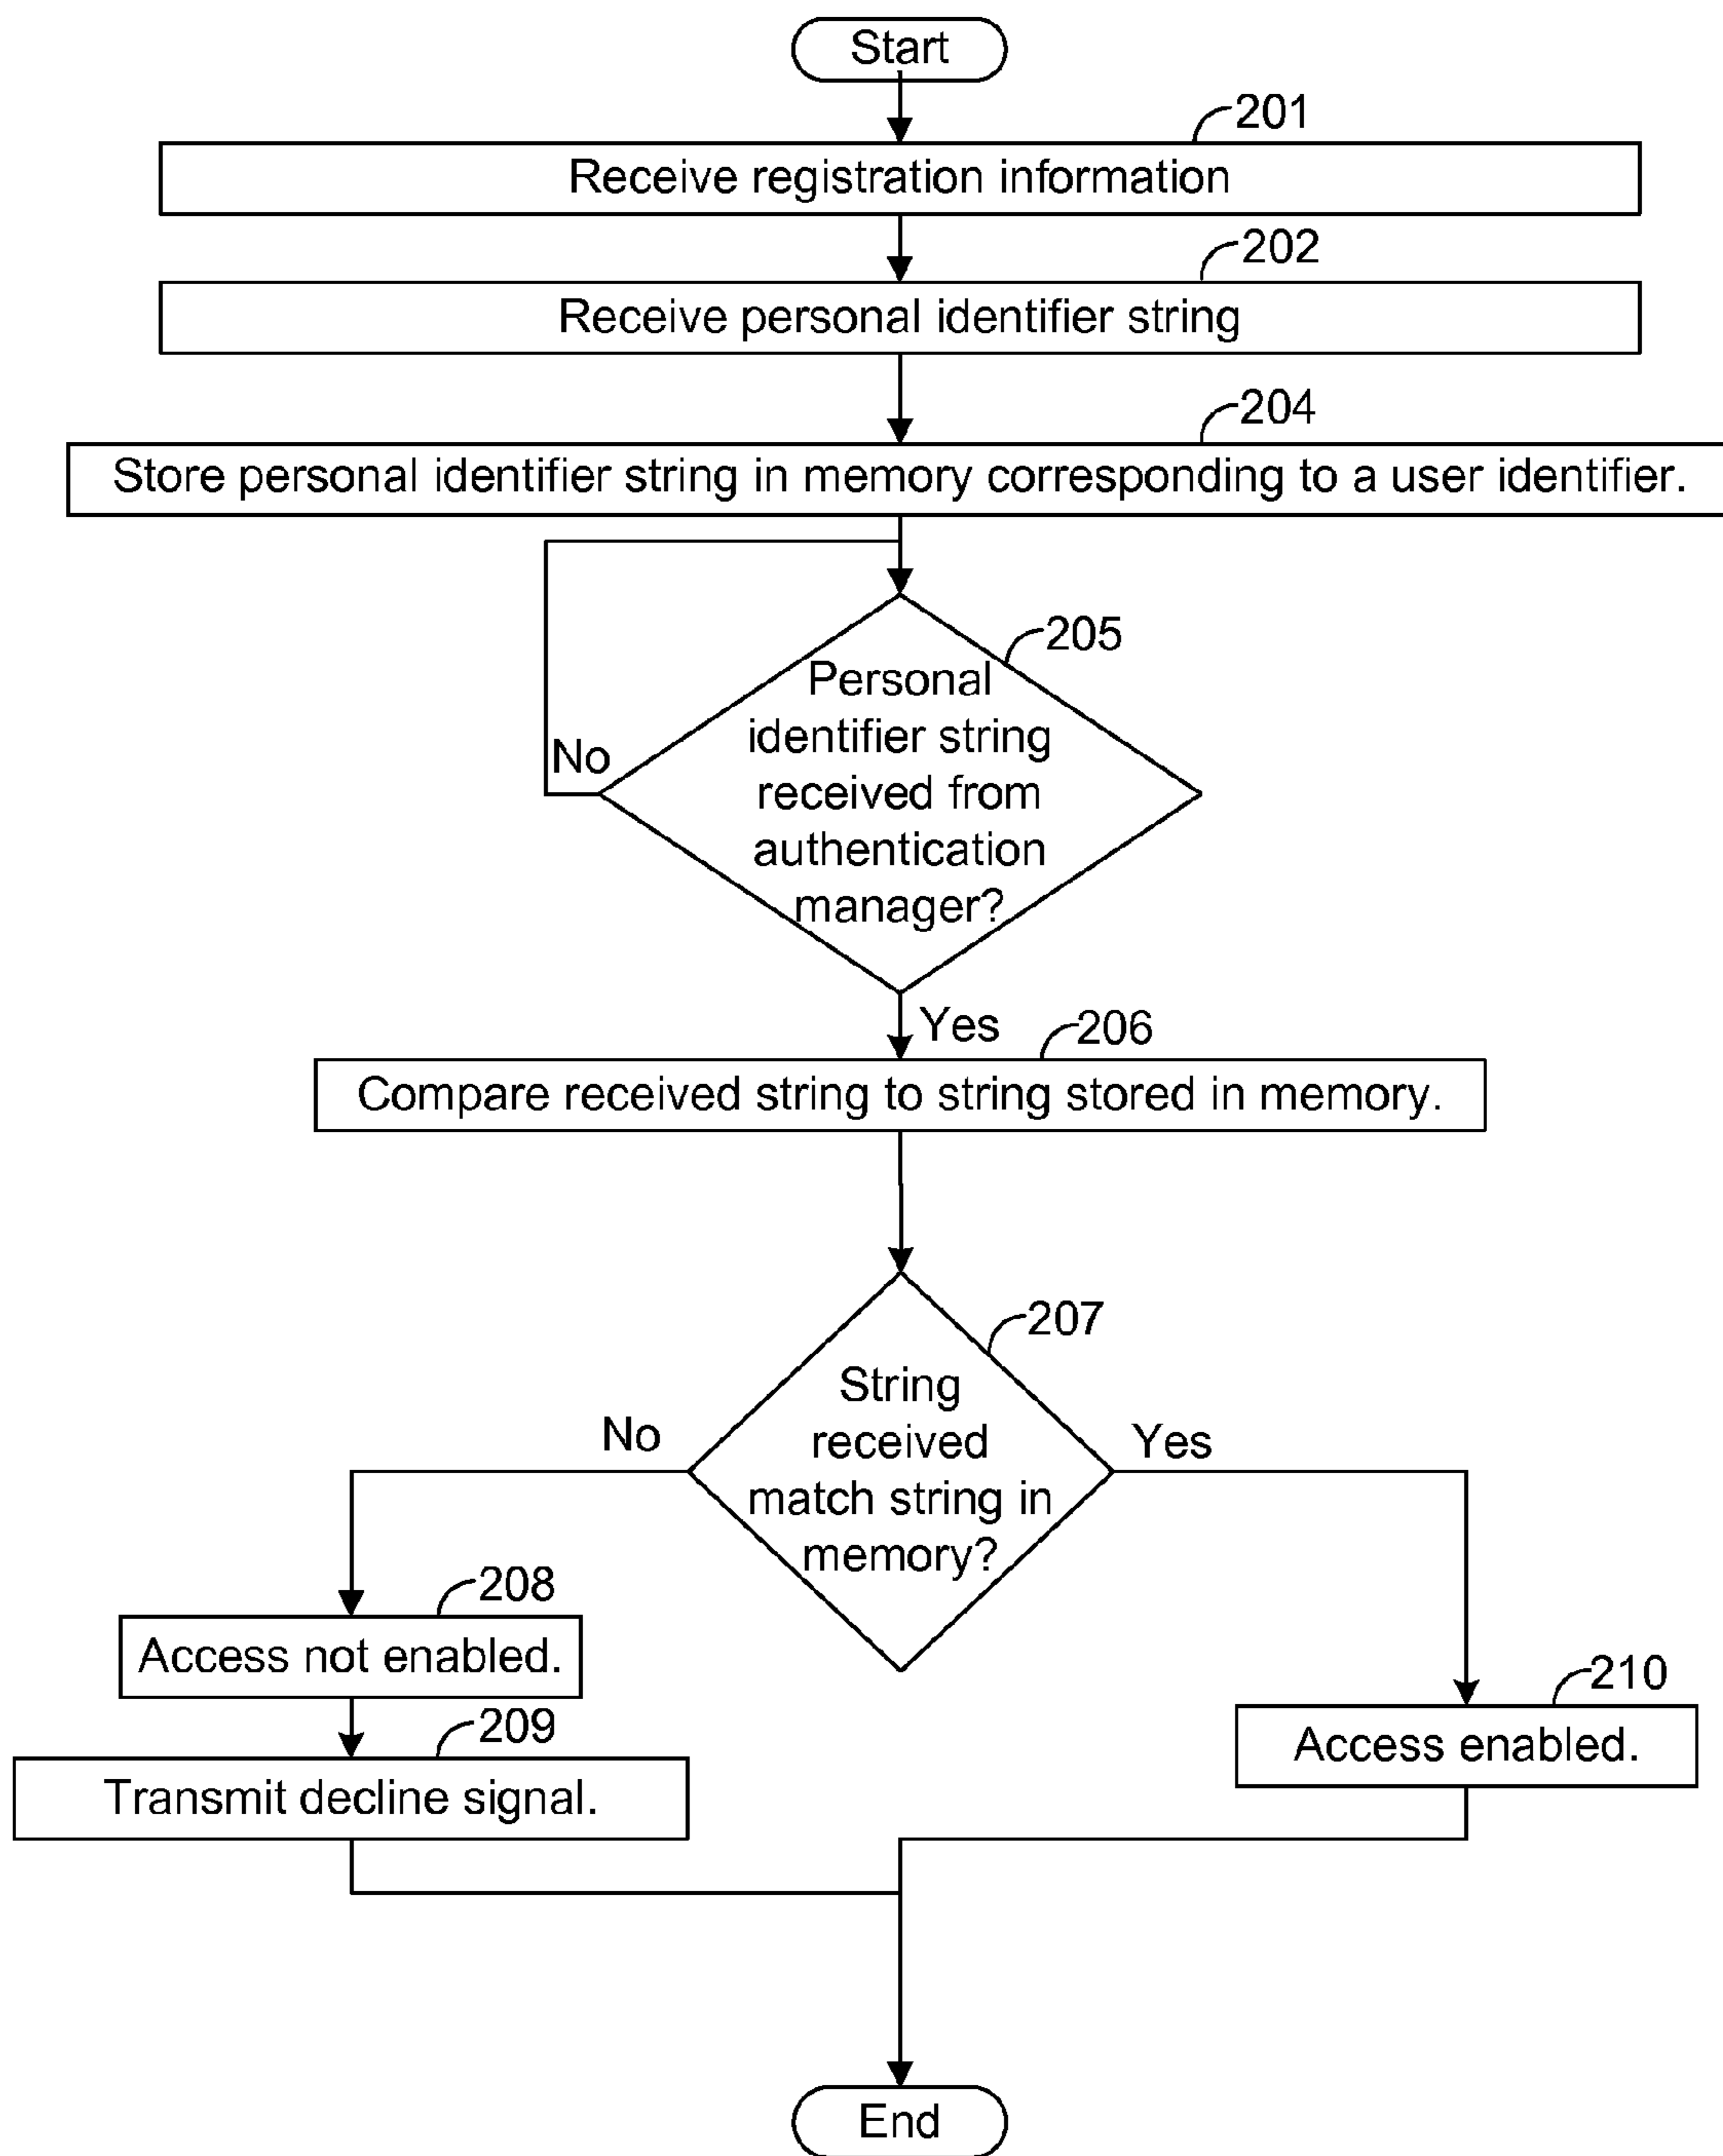 Start
201
Receive registration information
202
Receive personal identifier string
204
Store personal identifier string in memory corresponding to a user identifier.
205
Personal
identifier string
received from
authentication
manager?
No
Yes
206
Compare received string to string stored in memory.
207
String
received
match string in
memory?
No
Yes
208
Access not enabled.
209
Transmit decline signal.
210
Access enabled.
End